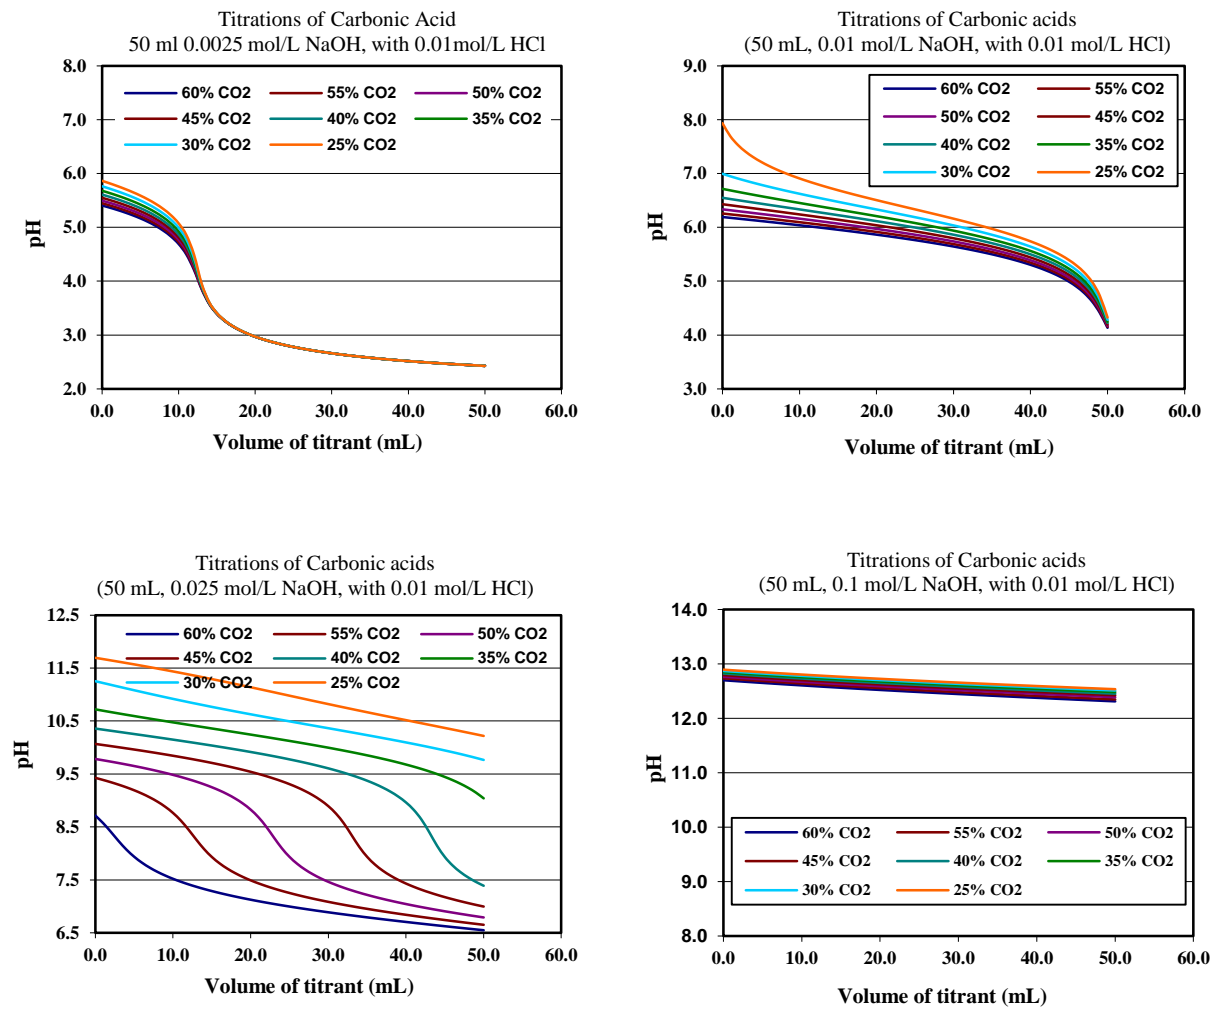 Titrations of Carbonic Acid
50 ml 0.0025 mol/L NaOH, with 0.01mol/L HCl
8.0
7.0
6.0
5.0
4.0
3.0
2.0
pH
60% CO2 55% CO2 50% CO2
45% CO2 40% CO2 35% CO2
30% CO2 25% CO2
0.0 10.0 20.0 30.0 40.0 50.0 60.0
Volume of titrant (mL)
Titrations of Carbonic acids
(50 mL, 0.01 mol/L NaOH, with 0.01 mol/L HCl)
9.0
8.0
7.0
6.0
5.0
4.0
3.0
pH
60% CO2 55% CO2
50% CO2 45% CO2
40% CO2 35% CO2
30% CO2 25% CO2
0.0 10.0 20.0 30.0 40.0 50.0 60.0
Volume of titrant (mL)
Titrations of Carbonic acids
(50 mL, 0.025 mol/L NaOH, with 0.01 mol/L HCl)
12.5
11.5
10.5
9.5
8.5
7.5
6.5
pH
60% CO2 55% CO2 50% CO2
45% CO2 40% CO2 35% CO2
30% CO2 25% CO2
0.0 10.0 20.0 30.0 40.0 50.0 60.0
Volume of titrant (mL)
Titrations of Carbonic acids
(50 mL, 0.1 mol/L NaOH, with 0.01 mol/L HCl)
14.0
13.0
12.0
11.0
10.0
9.0
8.0
pH
60% CO2 55% CO2 50% CO2
45% CO2 40% CO2 35% CO2
30% CO2 25% CO2
0.0 10.0 20.0 30.0 40.0 50.0 60.0
Volume of titrant (mL)